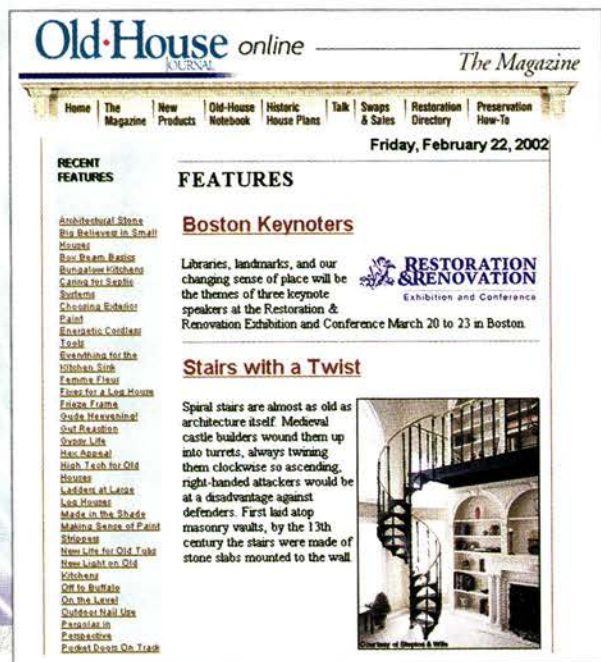 Old·House online
JOURNAL
The Magazine
Home | The Magazine | New Products | Old-House Notebook | Historic House Plans | Talk | Swaps & Sales | Restoration Directory | Preservation How-To
Friday, February 22, 2002
RECENT
FEATURES
Architectural Stone
Big Believers in Small
Houses
Box Beam Basics
Bungalow Kitchens
Caring for Septic
Systems
Choosing Exterior
Paint
Energetic Cordless
Tools
Everything for the
Kitchen Sink
Femme Fleur
Fixes for a Log House
Frieze Frame
Gude Heavening!
Gut Reaction
Gypsy Life
Hex Appeal
High Tech for Old
Houses
Ladders at Large
Log Houses
Made in the Shade
Making Sense of Paint
Strippers
New Life for Old Tubs
New Light on Old
Kitchens
Off to Buffalo
On the Level
Outdoor Nail Use
Pergolas in
Perspective
Pocket Doors On Track
FEATURES
Boston Keynoters
Libraries, landmarks, and our
changing sense of place will be
the themes of three keynote
speakers at the Restoration &
Renovation Exhibition and Conference March 20 to 23 in Boston.
RESTORATION
&RENOVATION
Exhibition and Conference
Stairs with a Twist
Spiral stairs are almost as old as
architecture itself. Medieval
castle builders wound them up
into turrets, always twining
them clockwise so ascending,
right-handed attackers would be
at a disadvantage against
defenders. First laid atop
masonry vaults, by the 13th
century the stairs were made of
stone slabs mounted to the wall
Courtesy of Steptoe & Wife